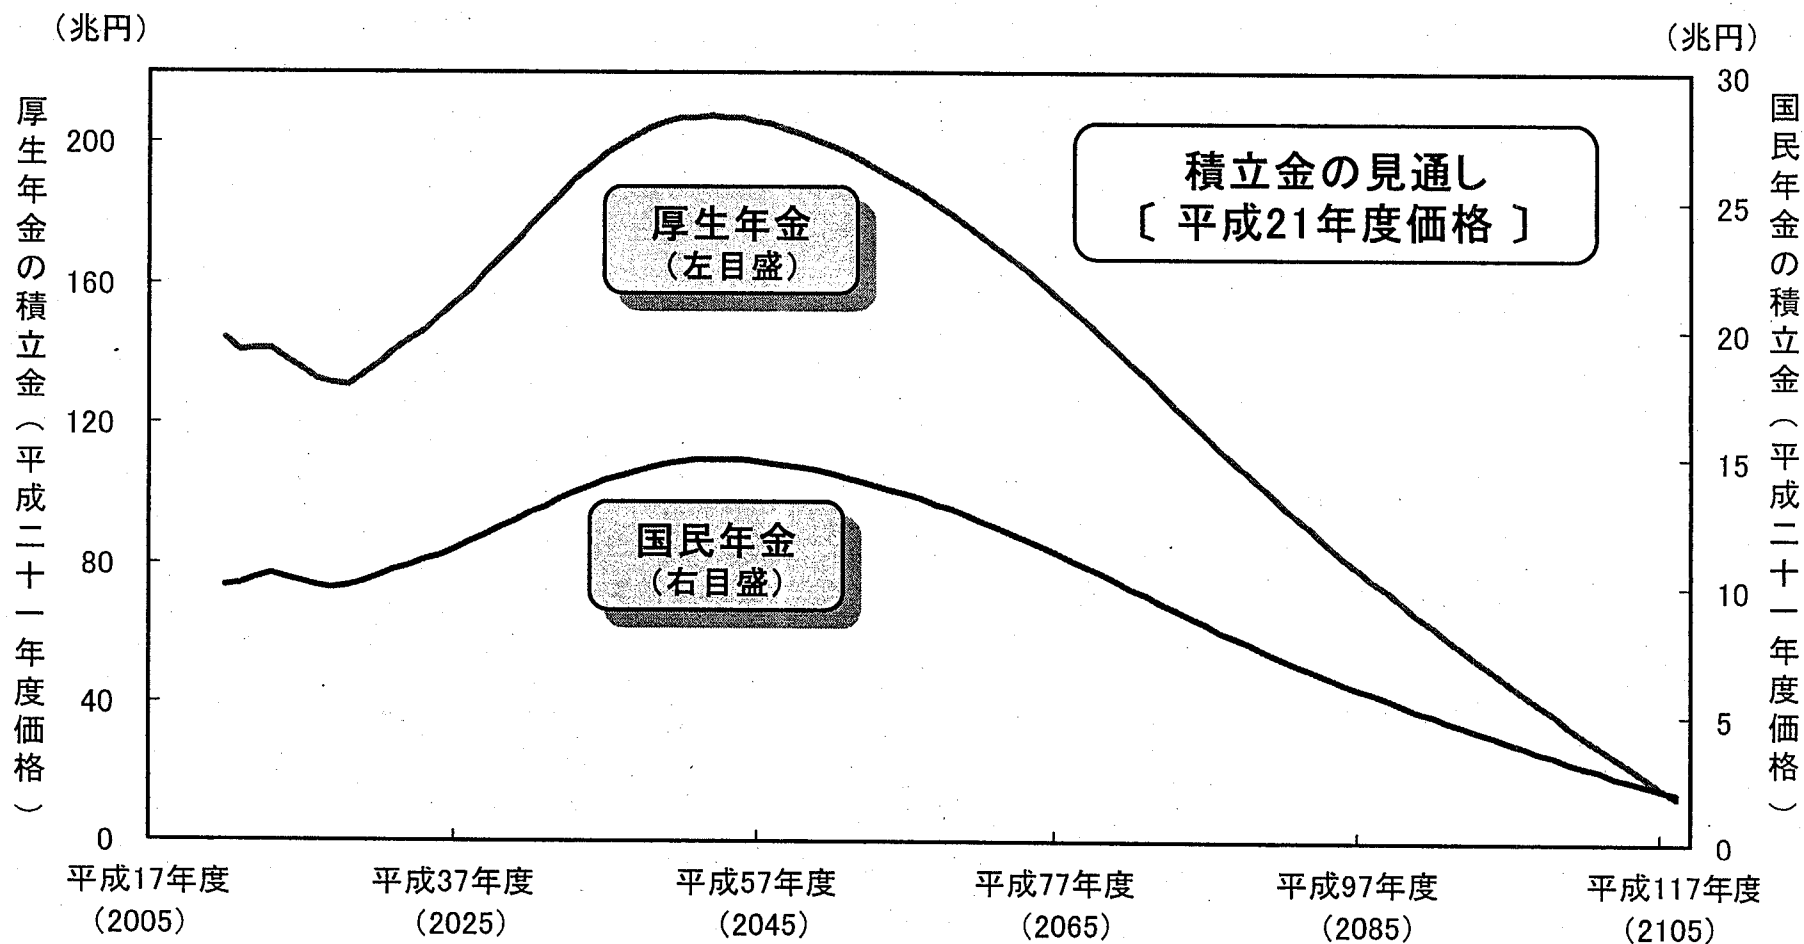 (兆円)
(兆円)
厚生年金の積立金(平成二十一年度価格)
200
160
120
80
40
0
積立金の見通し
〔 平成21年度価格 〕
厚生年金
(左目盛)
国民年金
(右目盛)
30
25
20
15
10
5
0
国民年金の積立金(平成二十一年度価格)
平成17年度
(2005)
平成37年度
(2025)
平成57年度
(2045)
平成77年度
(2065)
平成97年度
(2085)
平成117年度
(2105)